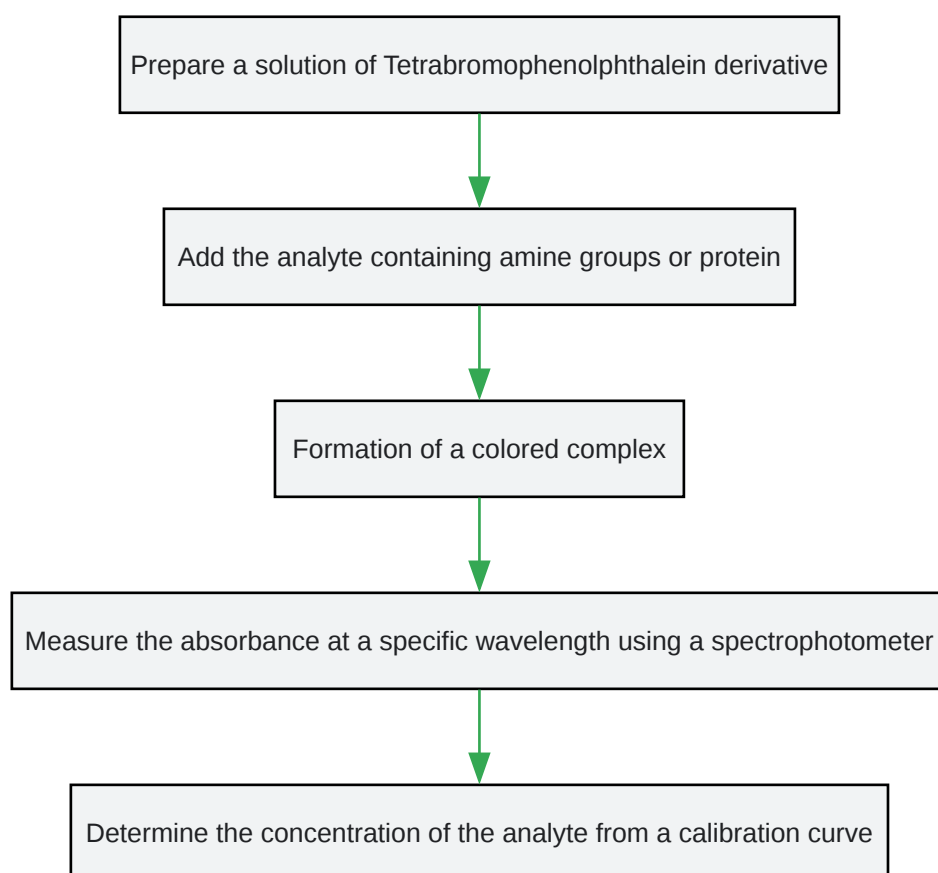 Prepare a solution of Tetrabromophenolphthalein derivative
Add the analyte containing amine groups or protein
Formation of a colored complex
Measure the absorbance at a specific wavelength using a spectrophotometer
Determine the concentration of the analyte from a calibration curve